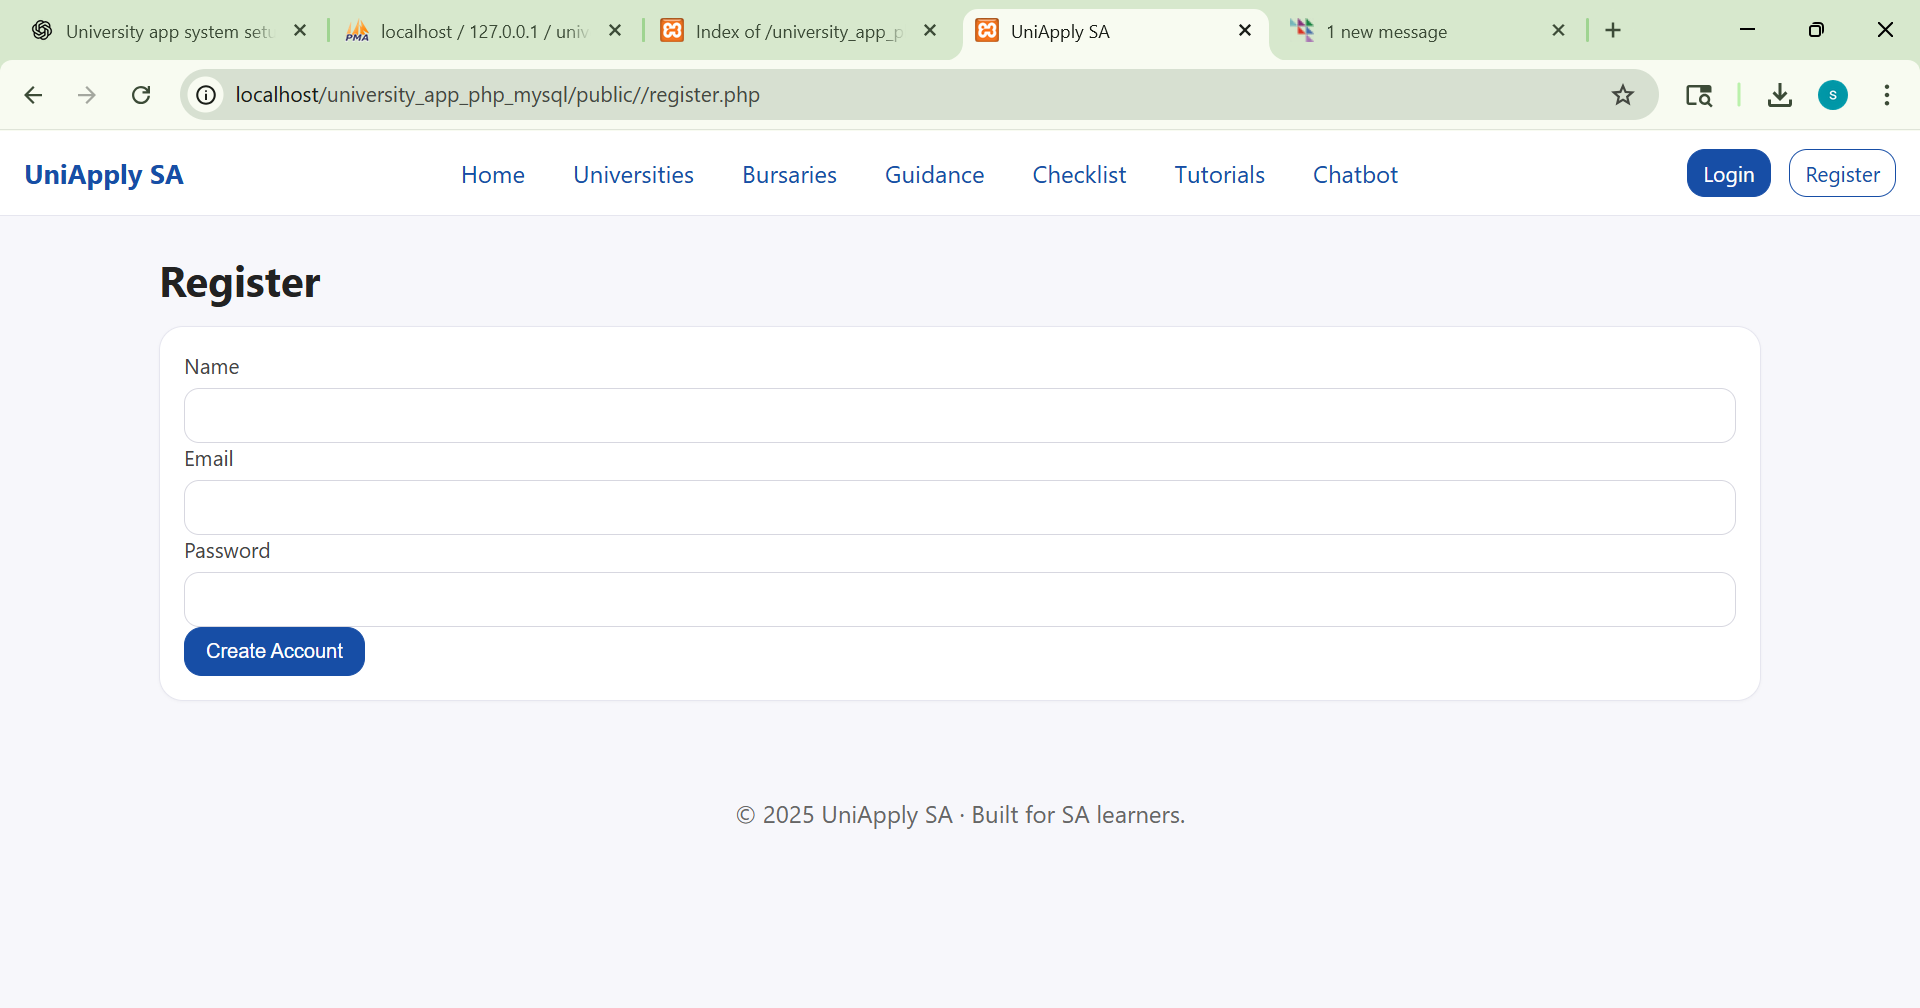 University app system setu
localhost / 127.0.0.1 / univ
Index of /university_app_p
UniApply SA
1 new message
localhost/university_app_php_mysql/public//register.php
s
UniApply SA
Home
Universities
Bursaries
Guidance
Checklist
Tutorials
Chatbot
Login
Register
Register
Name
Email
Password
Create Account
© 2025 UniApply SA · Built for SA learners.